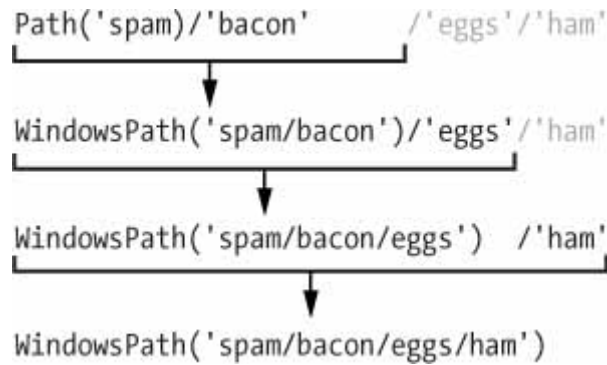 Path('spam)/'bacon' /'eggs'/'ham'
WindowsPath('spam/bacon')/'eggs'/'ham'
WindowsPath('spam/bacon/eggs') /'ham'
WindowsPath('spam/bacon/eggs/ham')